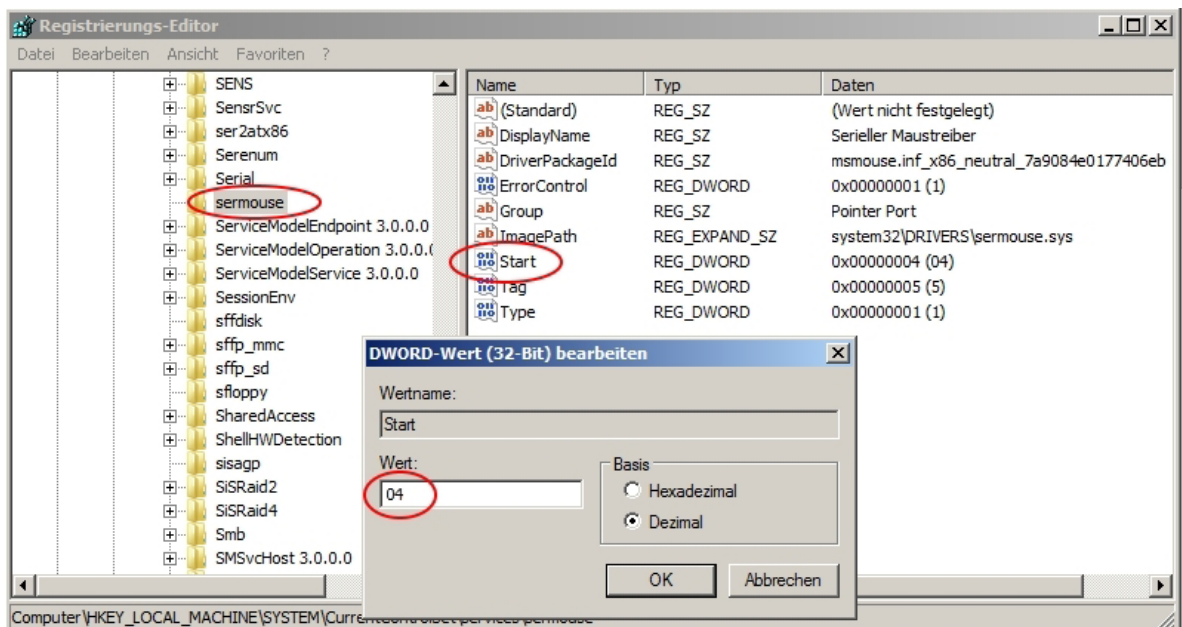 Registrierungs-Editor
Datei Bearbeiten Ansicht Favoriten ?
SENS
SensrSvc
ser2atx86
Serenum
Serial
sermouse
ServiceModelEndpoint 3.0.0.0
ServiceModelOperation 3.0.0.(
ServiceModelService 3.0.0.0
SessionEnv
sffdisk
sffp_mmc
sffp_sd
sfloppy
SharedAccess
ShellHWDetection
sisagp
SiSRaid2
SiSRaid4
Smb
SMSvcHost 3.0.0.0
Name Typ Daten
(Standard) REG_SZ (Wert nicht festgelegt)
DisplayName REG_SZ Serieller Maustreiber
DriverPackageId REG_SZ msmouse.inf_x86_neutral_7a9084e0177406eb
ErrorControl REG_DWORD 0x00000001 (1)
Group REG_SZ Pointer Port
ImagePath REG_EXPAND_SZ system32\DRIVERS\sermouse.sys
Start REG_DWORD 0x00000004 (04)
Tag REG_DWORD 0x00000005 (5)
Type REG_DWORD 0x00000001 (1)
DWORD-Wert (32-Bit) bearbeiten
Wertname:
Start
Wert:
04
Basis
Hexadezimal
Dezimal
OK Abbrechen
Computer\HKEY_LOCAL_MACHINE\SYSTEM\